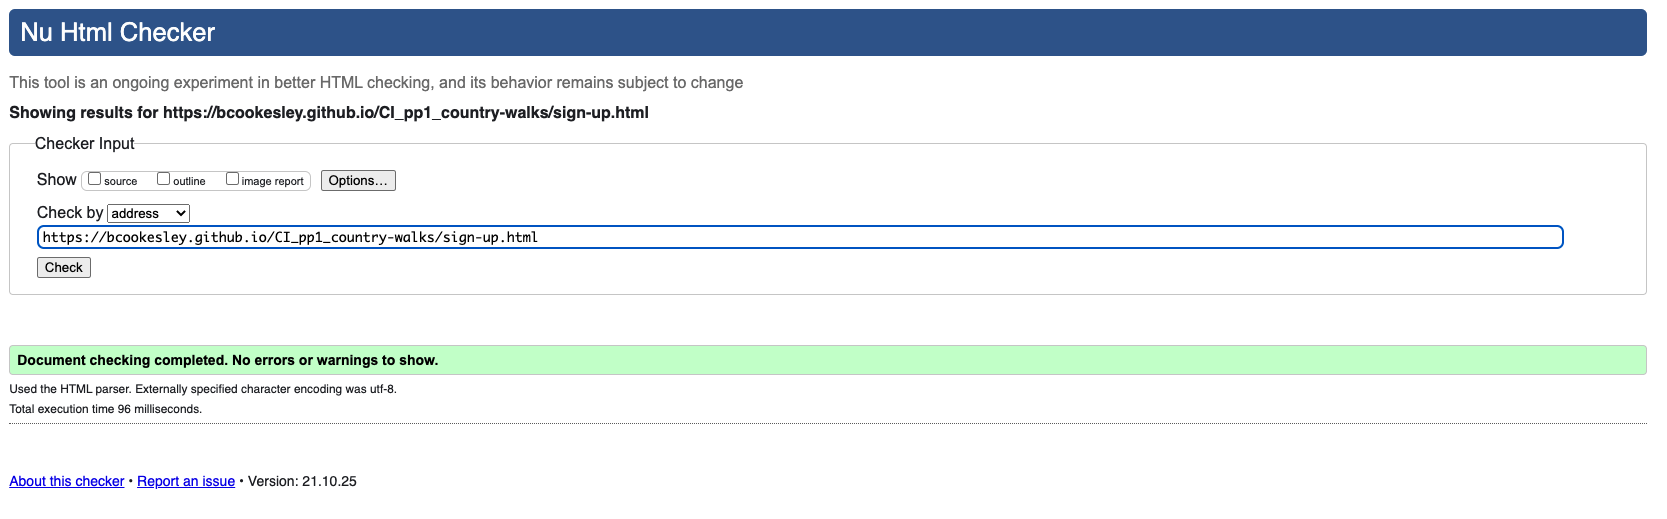 Nu Html Checker
This tool is an ongoing experiment in better HTML checking, and its behavior remains subject to change
Showing results for https://bcookesley.github.io/CI_pp1_country-walks/sign-up.html
Checker Input
Show source outline image report Options...
Check by address
https://bcookesley.github.io/CI_pp1_country-walks/sign-up.html
Check
Document checking completed. No errors or warnings to show.
Used the HTML parser. Externally specified character encoding was utf-8.
Total execution time 96 milliseconds.
About this checker • Report an issue • Version: 21.10.25